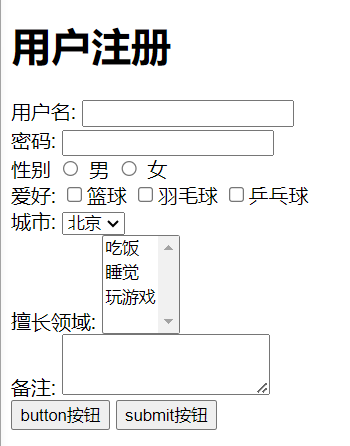 用户注册
用户名:
密码:
性别 男 女
爱好: 篮球 羽毛球 乒乓球
城市: 北京
吃饭
睡觉
玩游戏
擅长领域:
备注:
button按钮 submit按钮